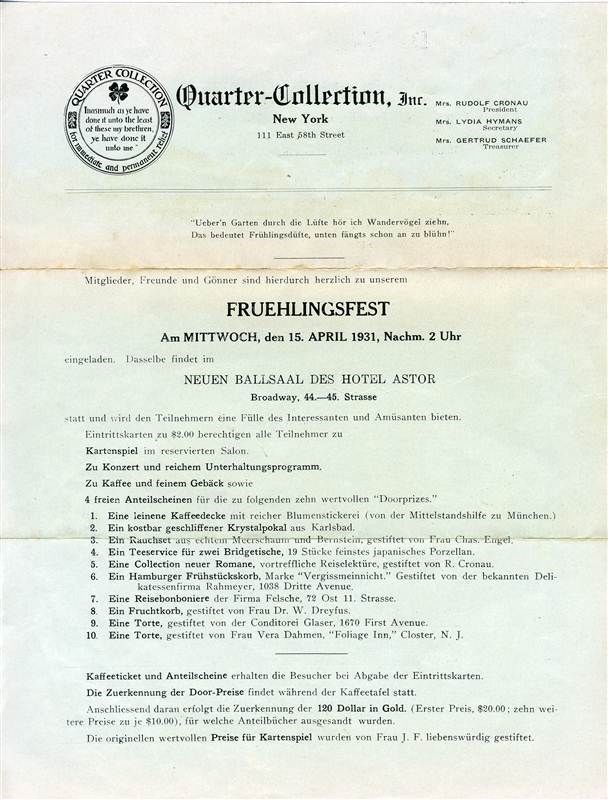 QUARTER COLLECTION
Inasmuch as ye have
done it unto the least
of these my brethren,
ye have done it
unto me"
for immediate and permanent relief
Quarter-Collection, Inc.
New York
111 East 58th Street
Mrs. RUDOLF CRONAU
President
Mrs. LYDIA HYMANS
Secretary
Mrs. GERTRUD SCHAEFER
Treasurer
"Ueber'n Garten durch die Lüfte hör ich Wandervögel ziehn,
Das bedeutet Frühlingsdüfte, unten fängts schon an zu blühn!"
Mitglieder, Freunde und Gönner sind hierdurch herzlich zu unserem
FRUEHLINGSFEST
Am MITTWOCH, den 15. APRIL 1931, Nachm. 2 Uhr
eingeladen. Dasselbe findet im
NEUEN BALLSAAL DES HOTEL ASTOR
Broadway, 44.—45. Strasse
statt und wird den Teilnehmern eine Fülle des Interessanten und Amüsanten bieten.
Eintrittskarten zu $2.00 berechtigen alle Teilnehmer zu
Kartenspiel im reservierten Salon.
Zu Konzert und reichem Unterhaltungsprogramm,
Zu Kaffee und feinem Gebäck sowie
4 freien Anteilscheinen für die zu folgenden zehn wertvollen "Doorprizes."
1. Eine leinene Kaffeedecke mit reicher Blumenstickerei (von der Mittelstandshilfe zu München.)
2. Ein kostbar geschliffener Krystalpokal aus Karlsbad.
3. Ein Rauchset aus echtem Meerschaum und Bernstein, gestiftet von Frau Chas. Engel.
4. Ein Teeservice für zwei Bridgetische, 19 Stücke feinstes japanisches Porzellan.
5. Eine Collection neuer Romane, vortreffliche Reiselektüre, gestiftet von R. Cronau.
6. Ein Hamburger Frühstückskorb, Marke "Vergissmeinnicht." Gestiftet von der bekannten Deli-
katessenfirma Rahmeyer, 1038 Dritte Avenue.
7. Eine Reisebonboniere der Firma Felsche, 72 Ost 11. Strasse.
8. Ein Fruchtkorb, gestiftet von Frau Dr. W. Dreyfus.
9. Eine Torte, gestiftet von der Conditorei Glaser, 1670 First Avenue.
10. Eine Torte, gestiftet von Frau Vera Dahmen, "Foliage Inn," Closter, N. J.
Kaffeeticket und Anteilscheine erhalten die Besucher bei Abgabe der Eintrittskarten.
Die Zuerkennung der Door-Preise findet während der Kaffeetafel statt.
Anschliessend daran erfolgt die Zuerkennung der 120 Dollar in Gold. (Erster Preis, $20.00; zehn wei-
tere Preise zu je $10.00), für welche Anteilbücher ausgesandt wurden.
Die originellen wertvollen Preise für Kartenspiel wurden von Frau J. F. liebenswürdig gestiftet.